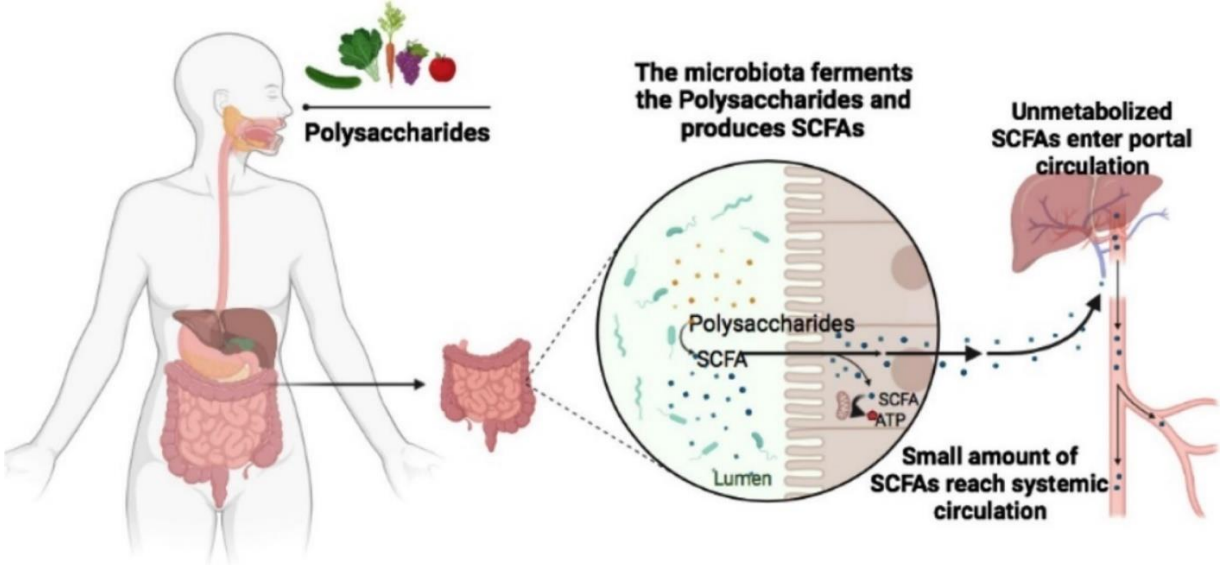 Polysaccharides
The microbiota ferments
the Polysaccharides and
produces SCFAs
Unmetabolized
SCFAs enter portal
circulation
Polysaccharides
SCFA
SCFA
ATP
Lumen
Small amount of
SCFAs reach systemic
circulation